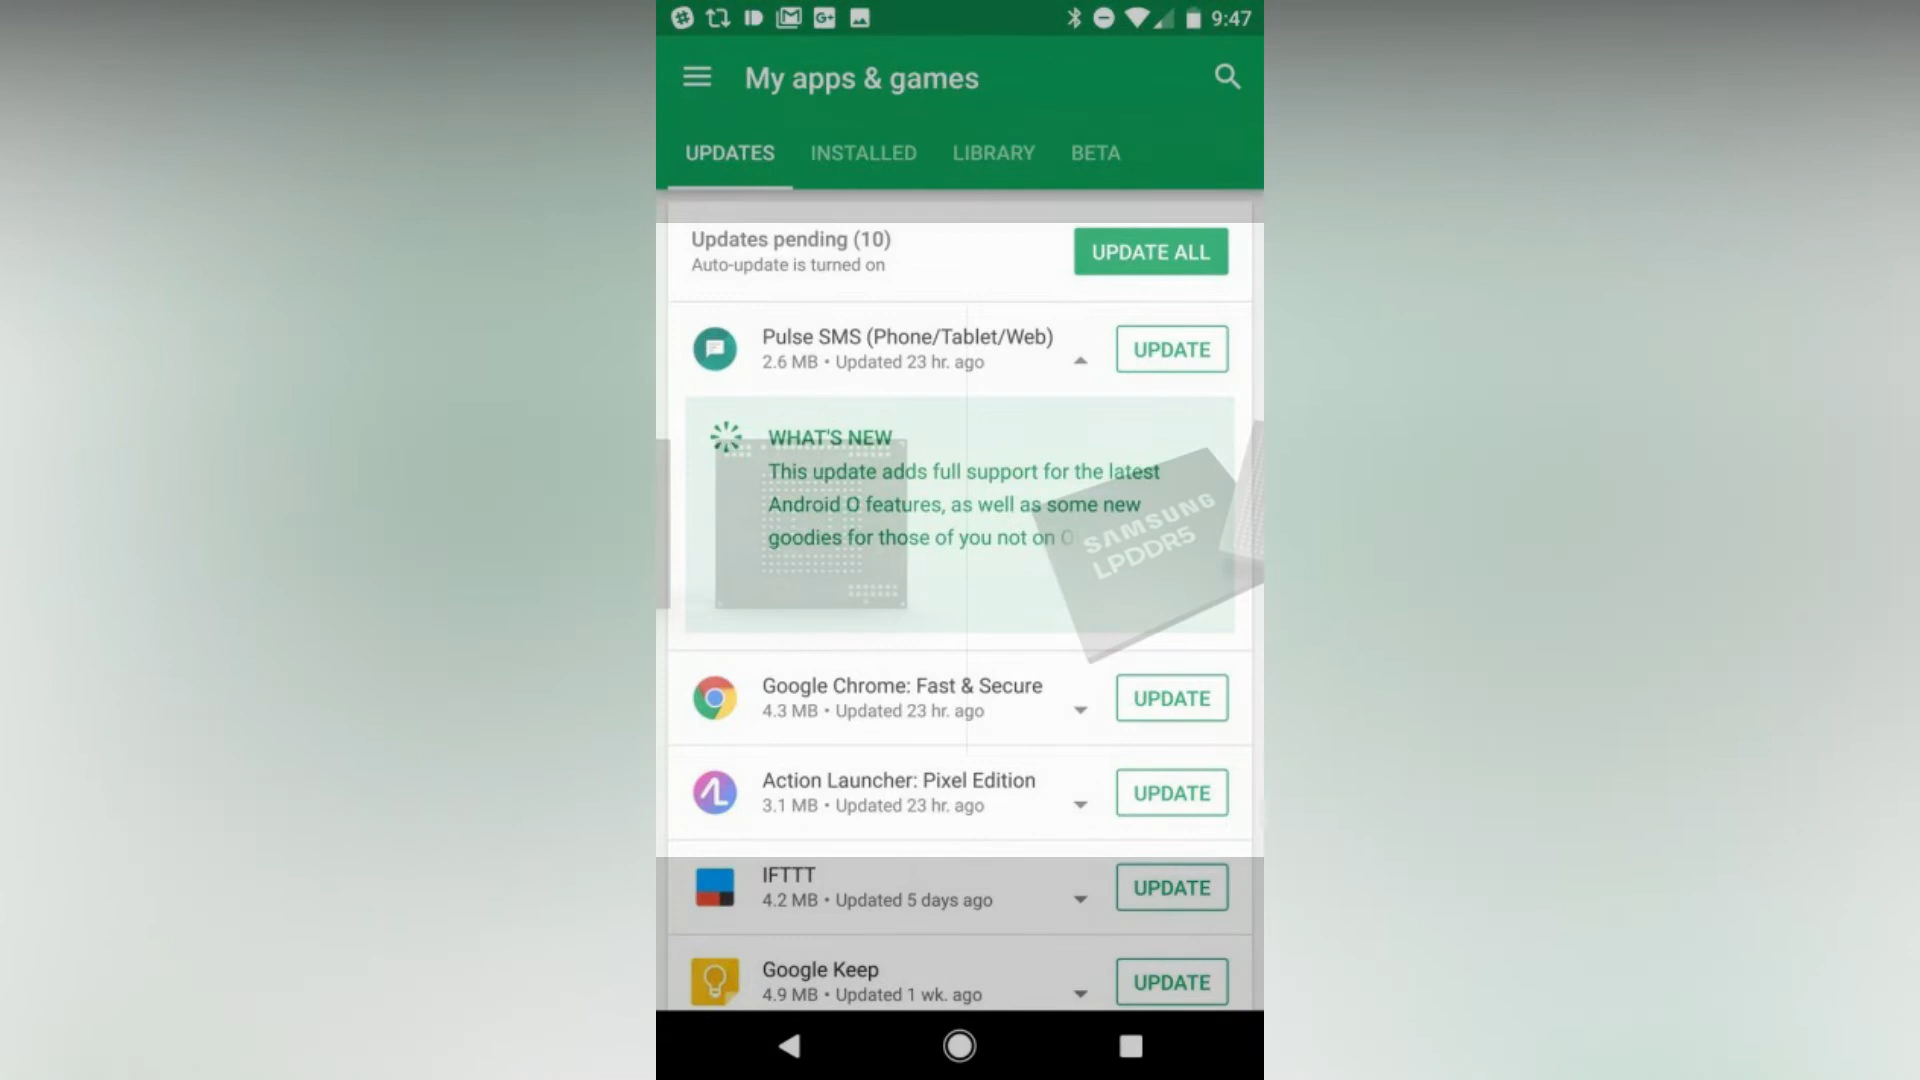 9:47
My apps & games
UPDATES INSTALLED LIBRARY BETA
Updates pending (10)
Auto-update is turned on
UPDATE ALL
Pulse SMS (Phone/Tablet/Web)
2.6 MB • Updated 23 hr. ago
UPDATE
WHAT'S NEW
This update adds full support for the latest
Android O features, as well as some new
goodies for those of you not on O
SAMSUNG
LPDDR5
Google Chrome: Fast & Secure
4.3 MB • Updated 23 hr. ago
UPDATE
Action Launcher: Pixel Edition
3.1 MB • Updated 23 hr. ago
UPDATE
IFTTT
4.2 MB • Updated 5 days ago
UPDATE
Google Keep
4.9 MB • Updated 1 wk. ago
UPDATE